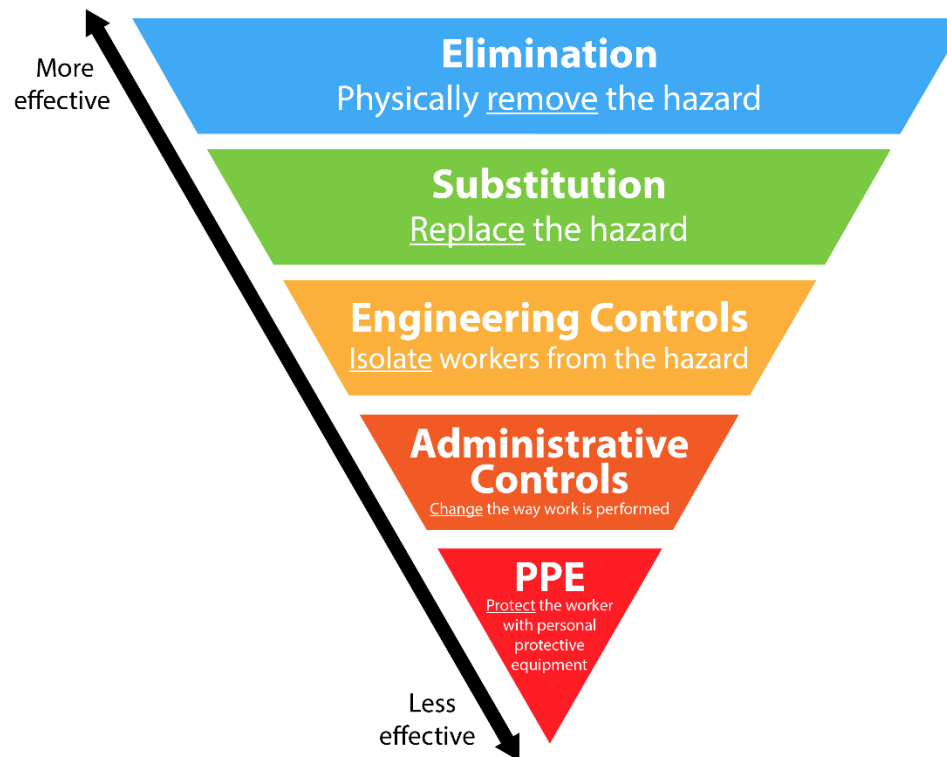 More
effective
Elimination
Physically remove the hazard
Substitution
Replace the hazard
Engineering Controls
Isolate workers from the hazard
Administrative
Controls
Change the way work is performed
PPE
Protect the worker
with personal
protective
equipment
Less
effective